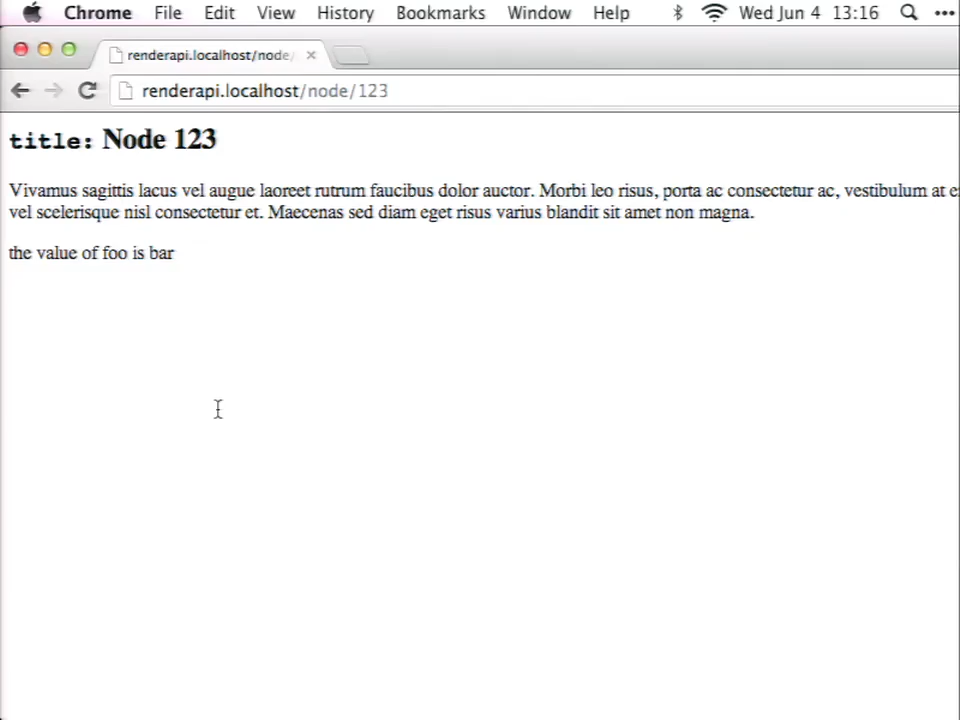 Chrome File Edit View History Bookmarks Window Help Wed Jun 4 13:16
renderapi.localhost/node/
renderapi.localhost/node/123
title: Node 123
Vivamus sagittis lacus vel augue laoreet rutrum faucibus dolor auctor. Morbi leo risus, porta ac consectetur ac, vestibulum at
vel scelerisque nisl consectetur et. Maecenas sed diam eget risus varius blandit sit amet non magna.
the value of foo is bar